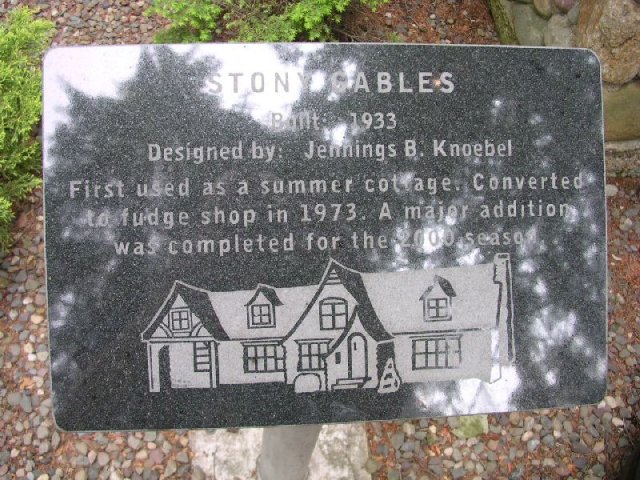 STONY GABLES
Built: 1933
Designed by: Jennings B. Knoebel
First used as a summer cottage. Converted
to fudge shop in 1973. A major addition
was completed for the 2000 season.